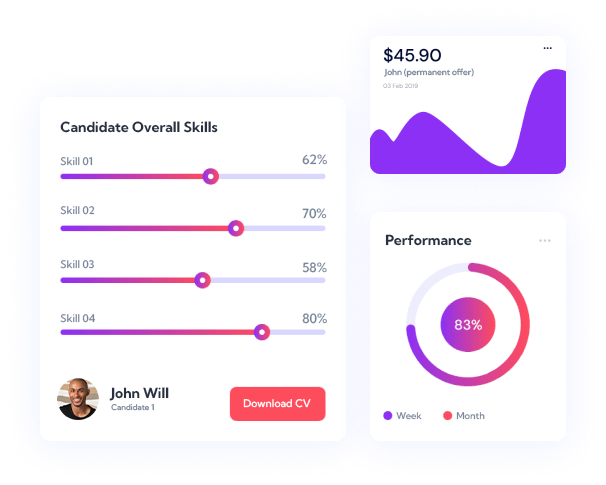 Candidate Overall Skills
Skill 01
62%
Skill 02
70%
Skill 03
58%
Skill 04
80%
John Will
Candidate 1
Download CV
$45.90
John (permanent offer)
03 Feb 2019
Performance
83%
Week
Month